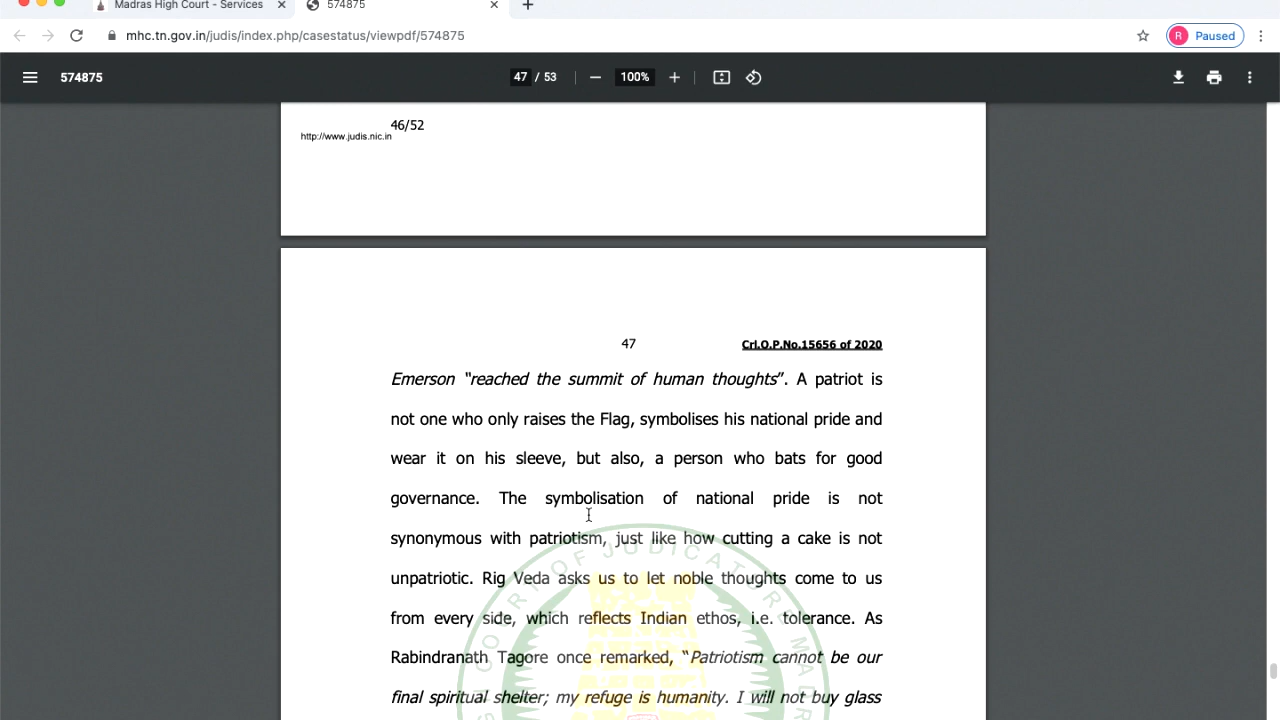 Madras High Court - Services
574875
mhc.tn.gov.in/judis/index.php/casestatus/viewpdf/574875
R Paused
574875
47 / 53
100%
46/52
http://www.judis.nic.in
47
Crl.O.P.No.15656 of 2020
Emerson “reached the summit of human thoughts”. A patriot is
not one who only raises the Flag, symbolises his national pride and
wear it on his sleeve, but also, a person who bats for good
governance. The symbolisation of national pride is not
synonymous with patriotism, just like how cutting a cake is not
unpatriotic. Rig Veda asks us to let noble thoughts come to us
from every side, which reflects Indian ethos, i.e. tolerance. As
Rabindranath Tagore once remarked, “Patriotism cannot be our
final spiritual shelter; my refuge is humanity. I will not buy glass
COURT OF JUDICATURE MADR